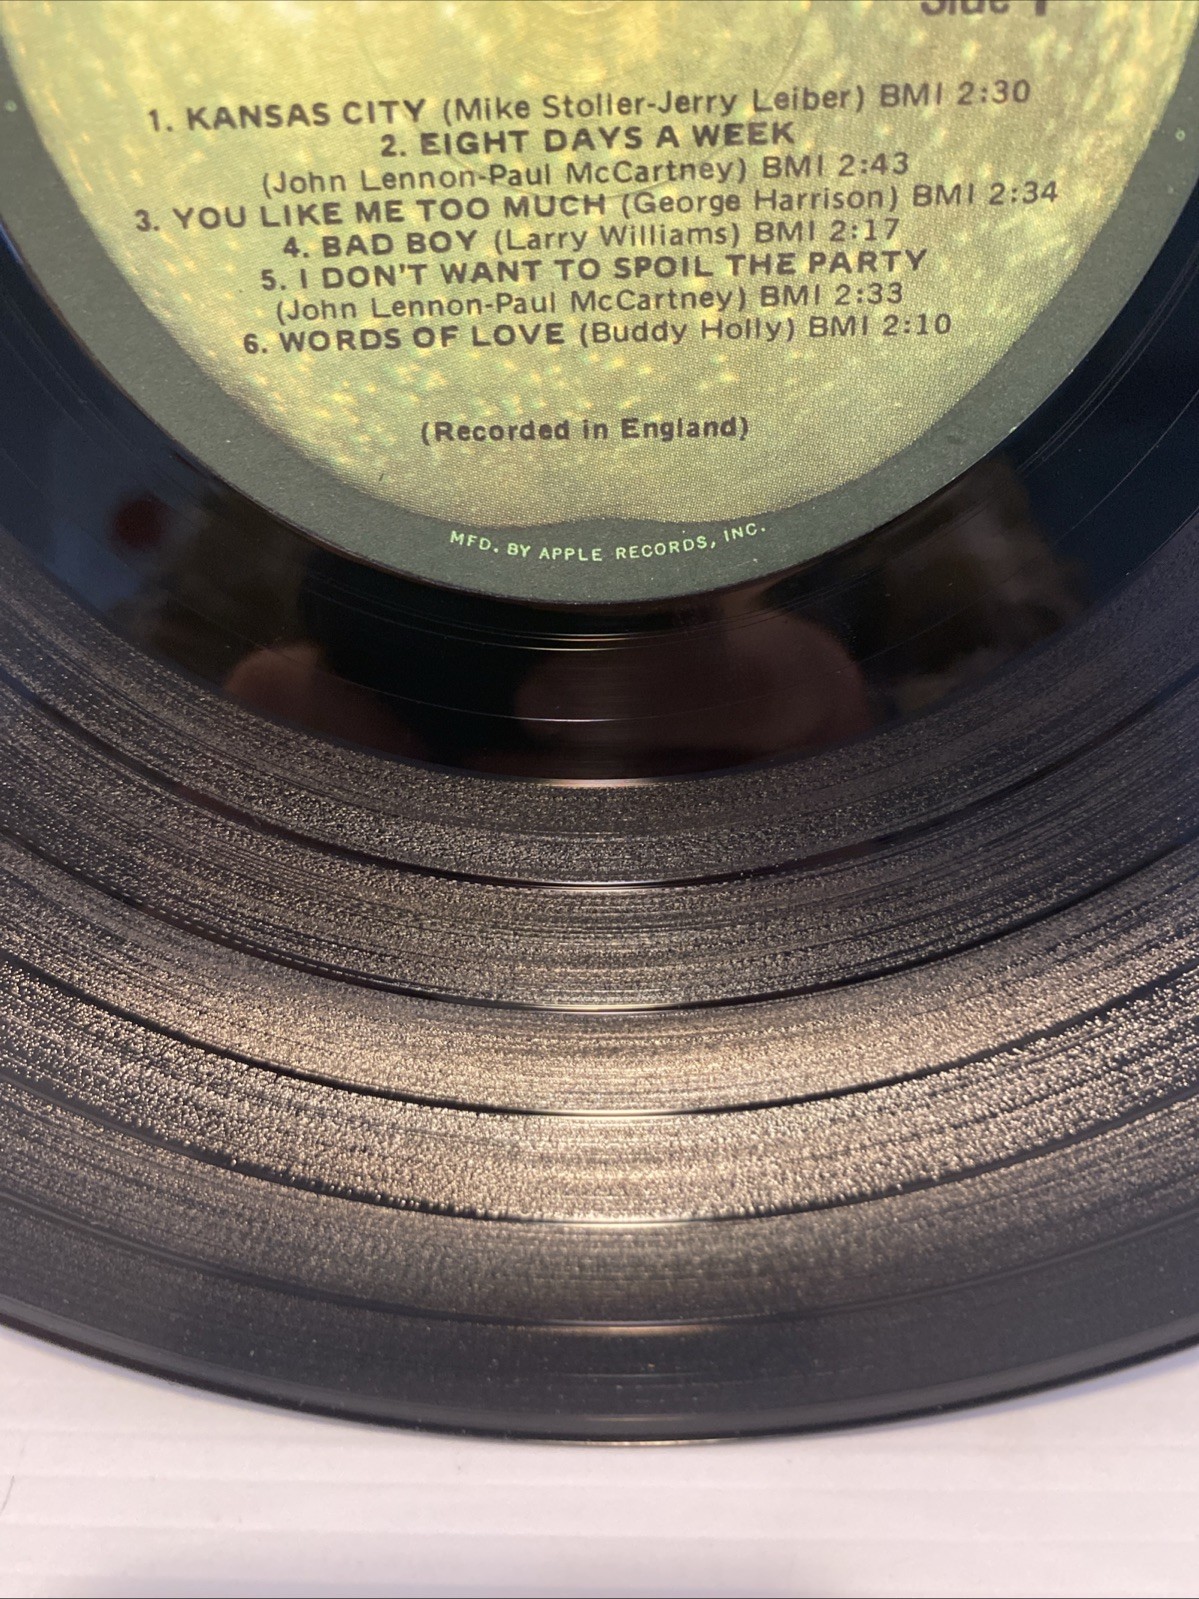 Side 1
1. KANSAS CITY (Mike Stoller-Jerry Leiber) BMI 2:30
2. EIGHT DAYS A WEEK
(John Lennon-Paul McCartney) BMI 2:43
3. YOU LIKE ME TOO MUCH (George Harrison) BMI 2:34
4. BAD BOY (Larry Williams) BMI 2:17
5. I DON'T WANT TO SPOIL THE PARTY
(John Lennon-Paul McCartney) BMI 2:33
6. WORDS OF LOVE (Buddy Holly) BMI 2:10
(Recorded in England)
MFD. BY APPLE RECORDS, INC.